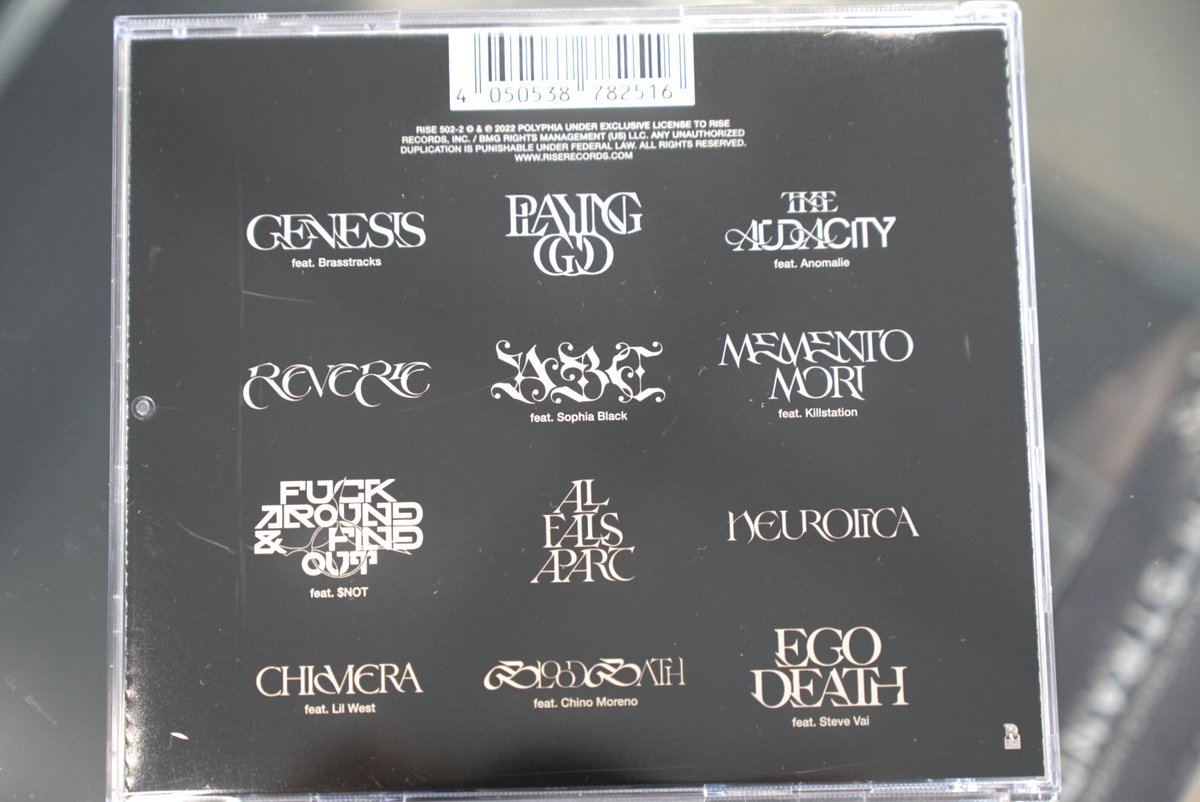 4 050538 782516
RISE 502-2 © & ℗ 2022 POLYPHIA UNDER EXCLUSIVE LICENSE TO RISE
RECORDS, INC. / BMG RIGHTS MANAGEMENT (US) LLC. ANY UNAUTHORIZED
DUPLICATION IS PUNISHABLE UNDER FEDERAL LAW. ALL RIGHTS RESERVED.
WWW.RISERECORDS.COM
GENESIS
feat. Brasstracks
PLAYING
GOD
THE
AUDACITY
feat. Anomalie
REVERIE
ABC
feat. Sophia Black
MEMENTO
MORI
feat. Killstation
FUCK
AROUND
& FIND
OUT
feat. $NOT
ALL
FALLS
APART
NEUROTICA
CHIMERA
feat. Lil West
BLOODBATH
feat. Chino Moreno
EGO
DEATH
feat. Steve Vai